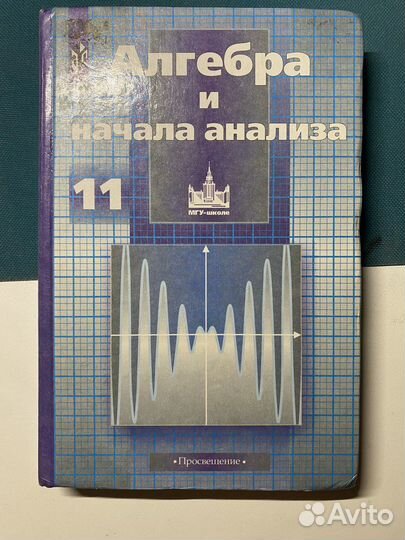 Алгебра
и
начала анализа
11
МГУ-школе
• Просвещение •
Avito